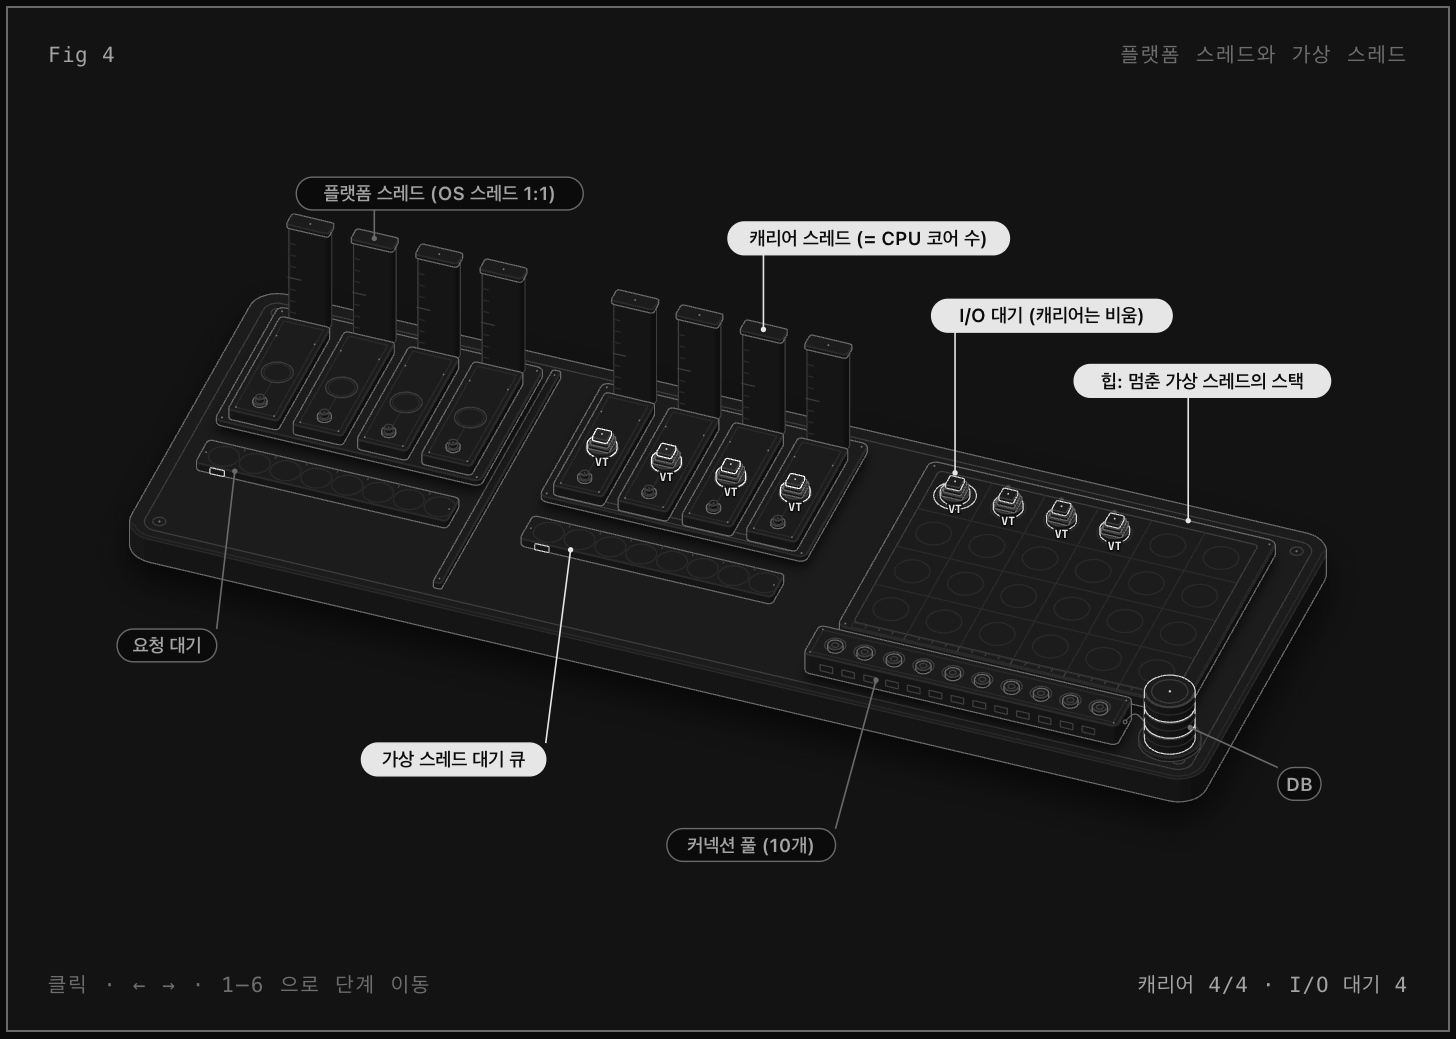 Fig 4
플랫폼 스레드와 가상 스레드
플랫폼 스레드 (OS 스레드 1:1)
캐리어 스레드 (= CPU 코어 수)
I/O 대기 (캐리어는 비움)
힙: 멈춘 가상 스레드의 스택
VT
VT
VT
VT
VT
VT
VT
VT
요청 대기
가상 스레드 대기 큐
DB
커넥션 풀 (10개)
클릭 · ← → · 1–6 으로 단계 이동
캐리어 4/4 · I/O 대기 4